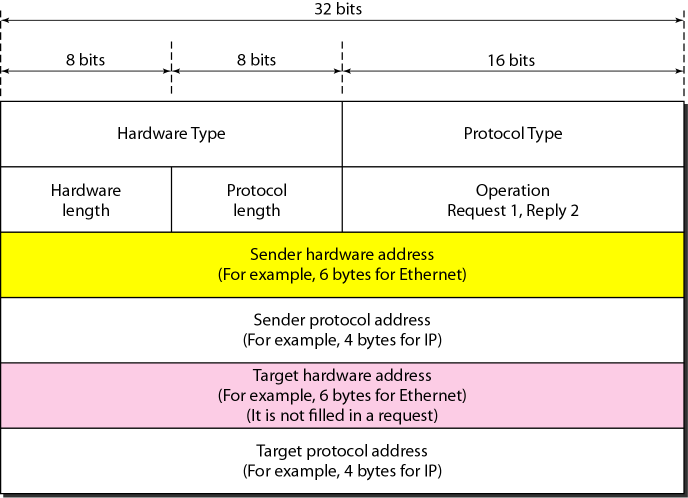 32 bits
8 bits
8 bits
16 bits
Hardware Type
Protocol Type
Hardware
length
Protocol
length
Operation
Request 1, Reply 2
Sender hardware address
(For example, 6 bytes for Ethernet)
Sender protocol address
(For example, 4 bytes for IP)
Target hardware address
(For example, 6 bytes for Ethernet)
(It is not filled in a request)
Target protocol address
(For example, 4 bytes for IP)